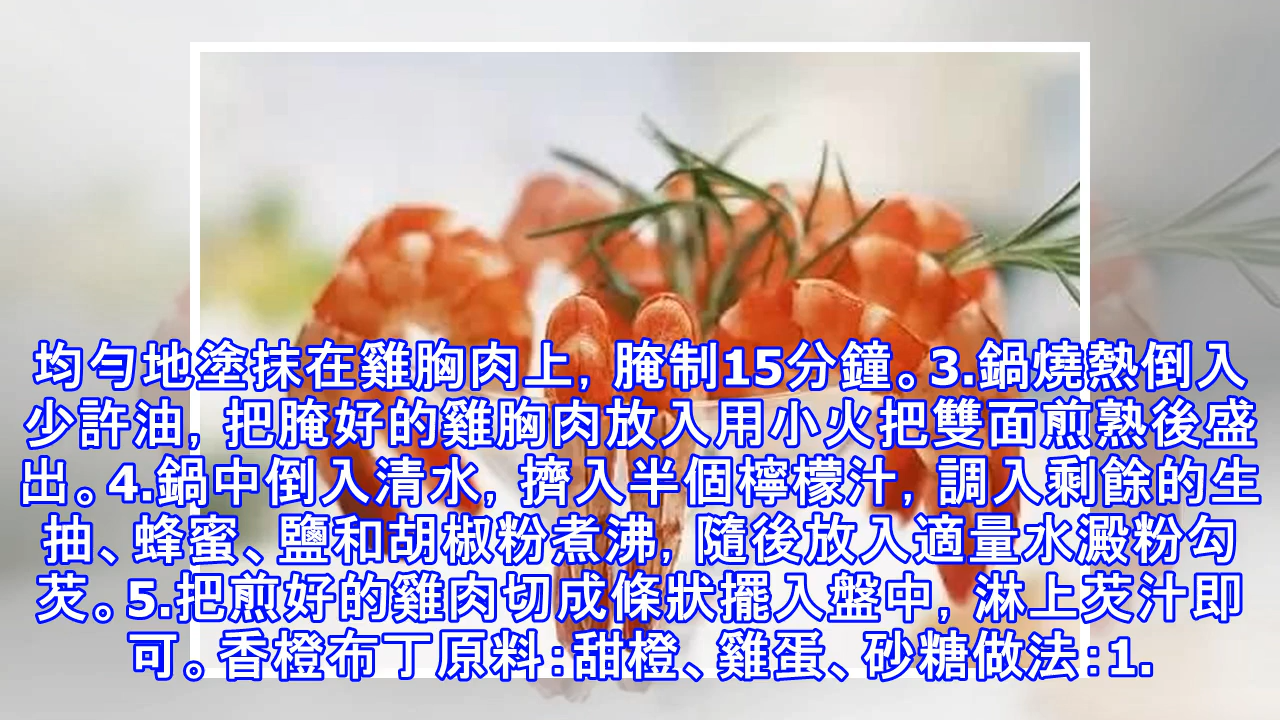 均勻地塗抹在雞胸肉上, 腌制15分鐘。3.鍋燒熱倒入
少許油, 把腌好的雞胸肉放入用小火把雙面煎熟後盛
出。4.鍋中倒入清水, 擠入半個檸檬汁, 調入剩餘的生
抽、蜂蜜、鹽和胡椒粉煮沸, 隨後放入適量水澱粉勾
芡。5.把煎好的雞肉切成條狀擺入盤中, 淋上芡汁即
可。香橙布丁原料:甜橙、雞蛋、砂糖做法:1.